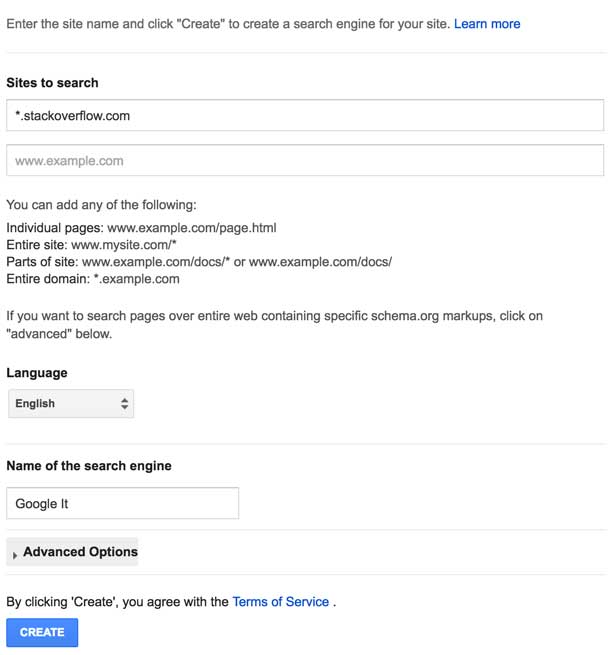 Enter the site name and click "Create" to create a search engine for your site. Learn more
Sites to search
*.stackoverflow.com
www.example.com
You can add any of the following:
Individual pages: www.example.com/page.html
Entire site: www.mysite.com/*
Parts of site: www.example.com/docs/* or www.example.com/docs/
Entire domain: *.example.com
If you want to search pages over entire web containing specific schema.org markups, click on
"advanced" below.
Language
English
Name of the search engine
Google It
Advanced Options
By clicking 'Create', you agree with the Terms of Service .
CREATE